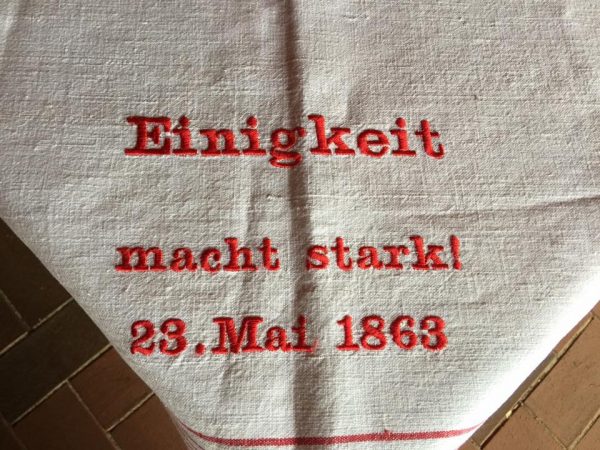 Einigkeit
macht stark!
23. Mai 1863